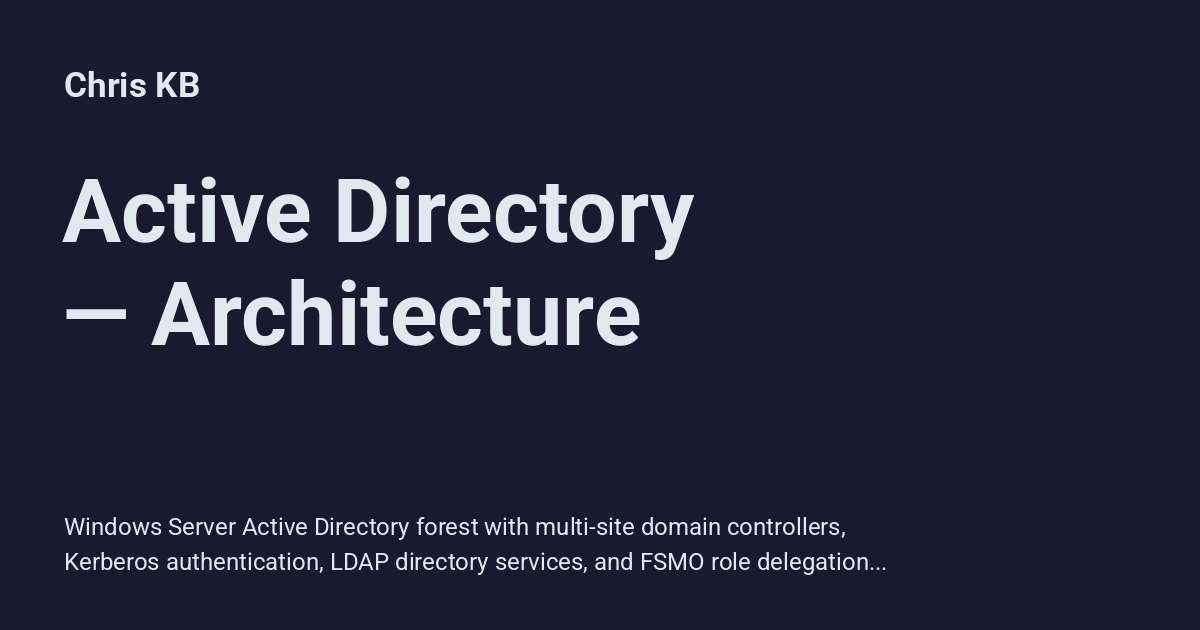 Chris KB
Active Directory
— Architecture
Windows Server Active Directory forest with multi-site domain controllers,
Kerberos authentication, LDAP directory services, and FSMO role delegation...